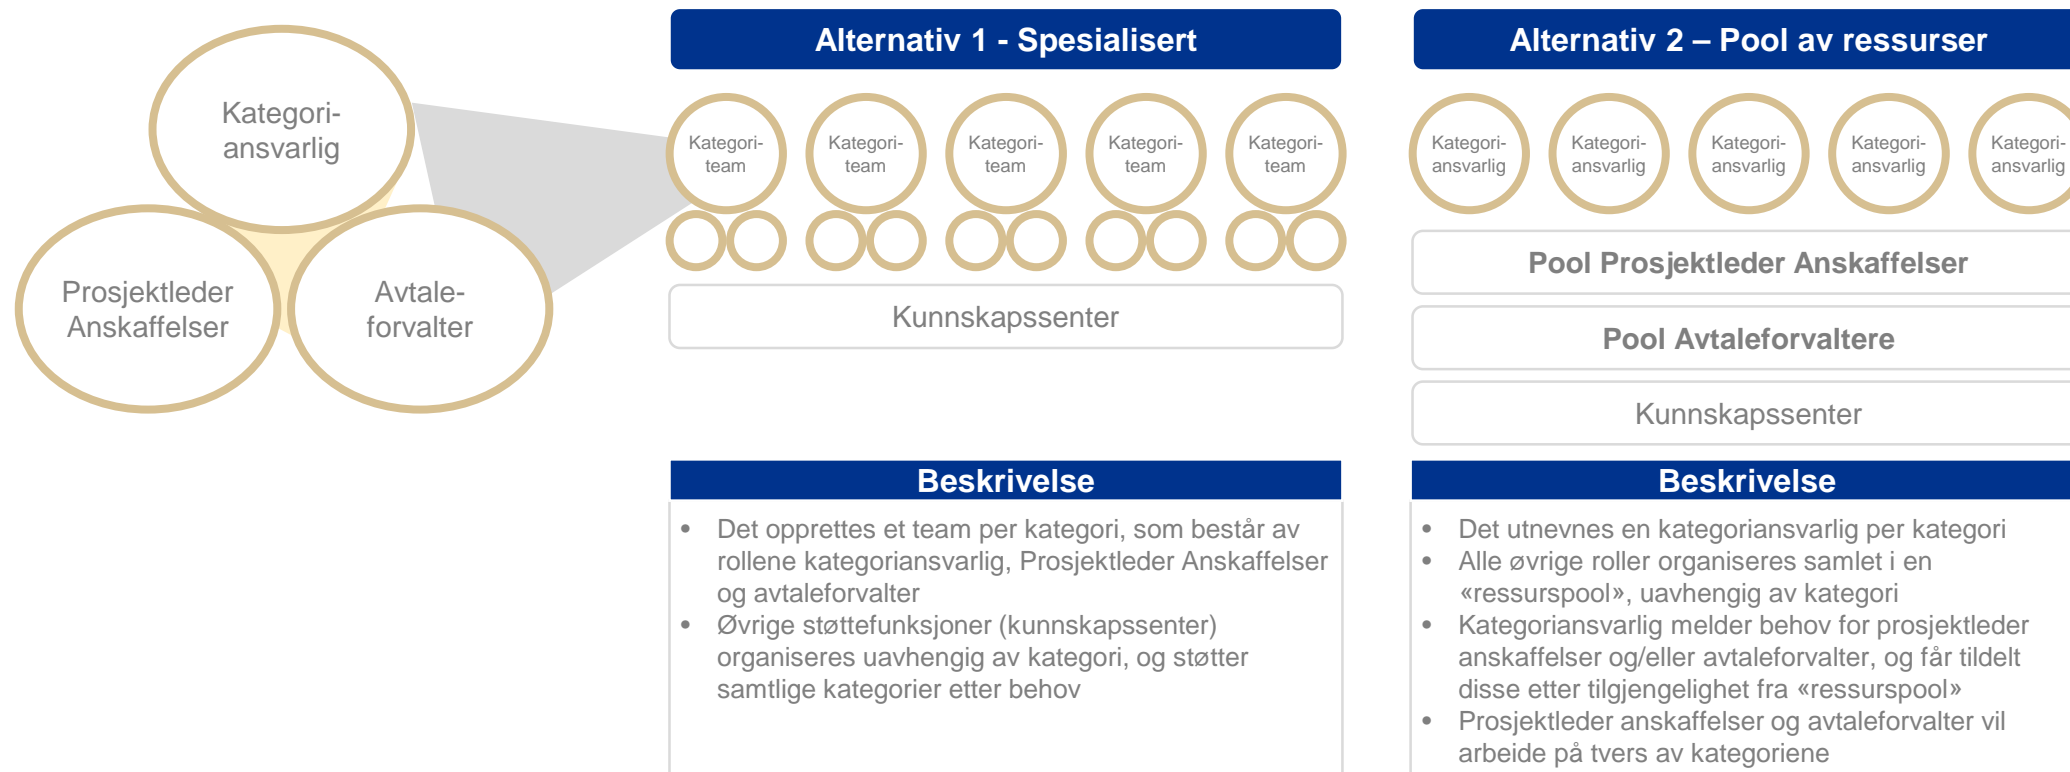 Kategori-
ansvarlig
Prosjektleder
Anskaffelser
Avtale-
forvalter
Alternativ 1 - Spesialisert
Kategori-
team
Kategori-
team
Kategori-
team
Kategori-
team
Kategori-
team
Kunnskapssenter
Beskrivelse
• Det opprettes et team per kategori, som består av
rollene kategoriansvarlig, Prosjektleder Anskaffelser
og avtaleforvalter
• Øvrige støttefunksjoner (kunnskapssenter)
organiseres uavhengig av kategori, og støtter
samtlige kategorier etter behov
Alternativ 2 – Pool av ressurser
Kategori-
ansvarlig
Kategori-
ansvarlig
Kategori-
ansvarlig
Kategori-
ansvarlig
Kategori-
ansvarlig
Pool Prosjektleder Anskaffelser
Pool Avtaleforvaltere
Kunnskapssenter
Beskrivelse
• Det utnevnes en kategoriansvarlig per kategori
• Alle øvrige roller organiseres samlet i en
«ressurspool», uavhengig av kategori
• Kategoriansvarlig melder behov for prosjektleder
anskaffelser og/eller avtaleforvalter, og får tildelt
disse etter tilgjengelighet fra «ressurspool»
• Prosjektleder anskaffelser og avtaleforvalter vil
arbeide på tvers av kategoriene